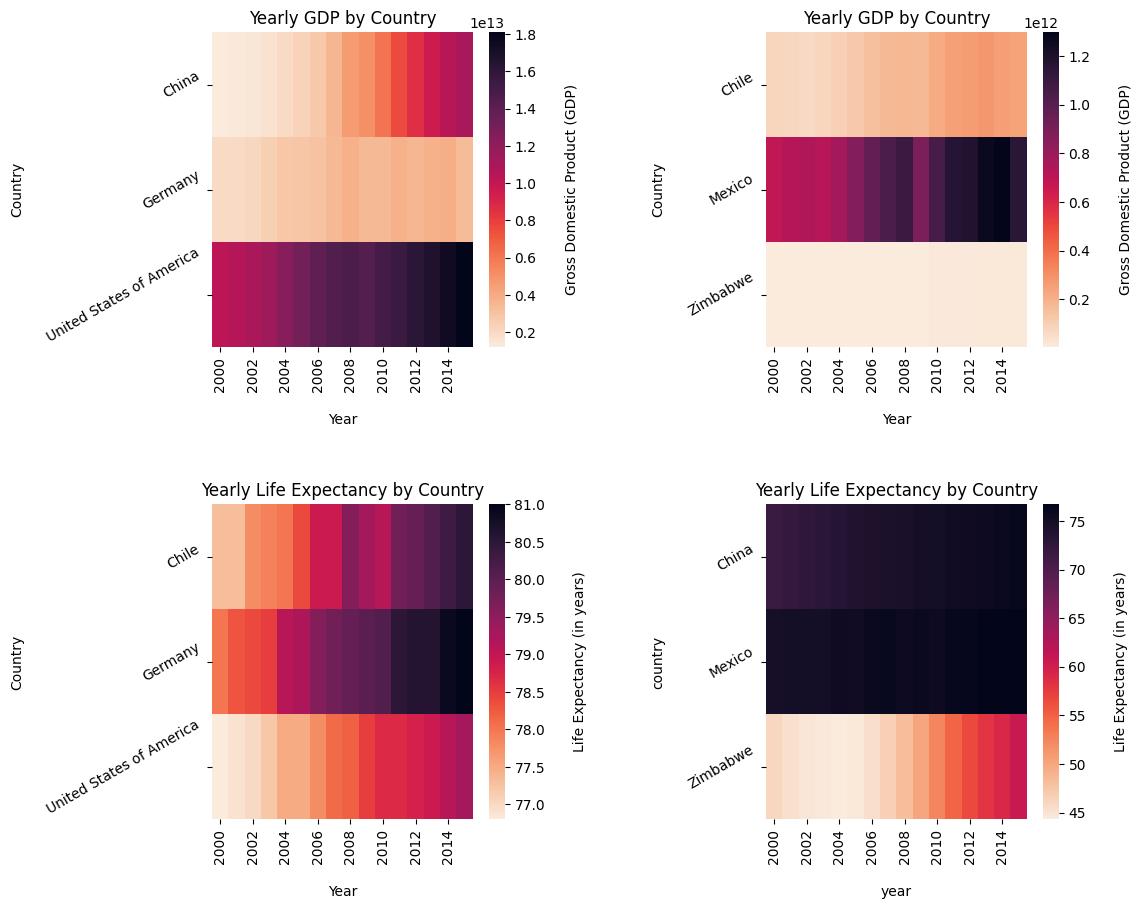 Yearly GDP by Country
1e13
China
Germany
United States of America
Country
2000
2002
2004
2006
2008
2010
2012
2014
Year
1.8
1.6
1.4
1.2
1.0
0.8
0.6
0.4
0.2
Gross Domestic Product (GDP)
Yearly GDP by Country
1e12
Chile
Mexico
Zimbabwe
Country
2000
2002
2004
2006
2008
2010
2012
2014
Year
1.2
1.0
0.8
0.6
0.4
0.2
Gross Domestic Product (GDP)
Yearly Life Expectancy by Country
Chile
Germany
United States of America
Country
2000
2002
2004
2006
2008
2010
2012
2014
Year
81.0
80.5
80.0
79.5
79.0
78.5
78.0
77.5
77.0
Life Expectancy (in years)
Yearly Life Expectancy by Country
China
Mexico
Zimbabwe
country
2000
2002
2004
2006
2008
2010
2012
2014
year
75
70
65
60
55
50
45
Life Expectancy (in years)